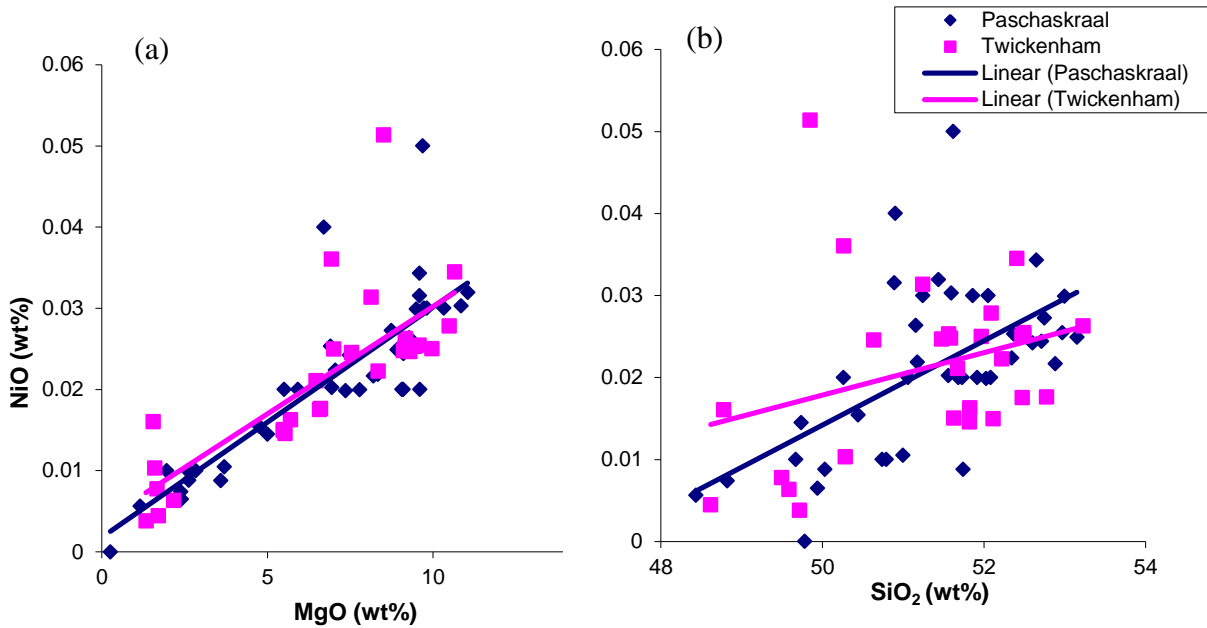 (a)
0.06
0.05
0.04
0.03
0.02
0.01
0
0 5 10
NiO (wt%)
MgO (wt%)
(b)
Paschaskraal
Twickenham
Linear (Paschaskraal)
Linear (Twickenham)
0.06
0.05
0.04
0.03
0.02
0.01
0
48 50 52 54
SiO₂ (wt%)